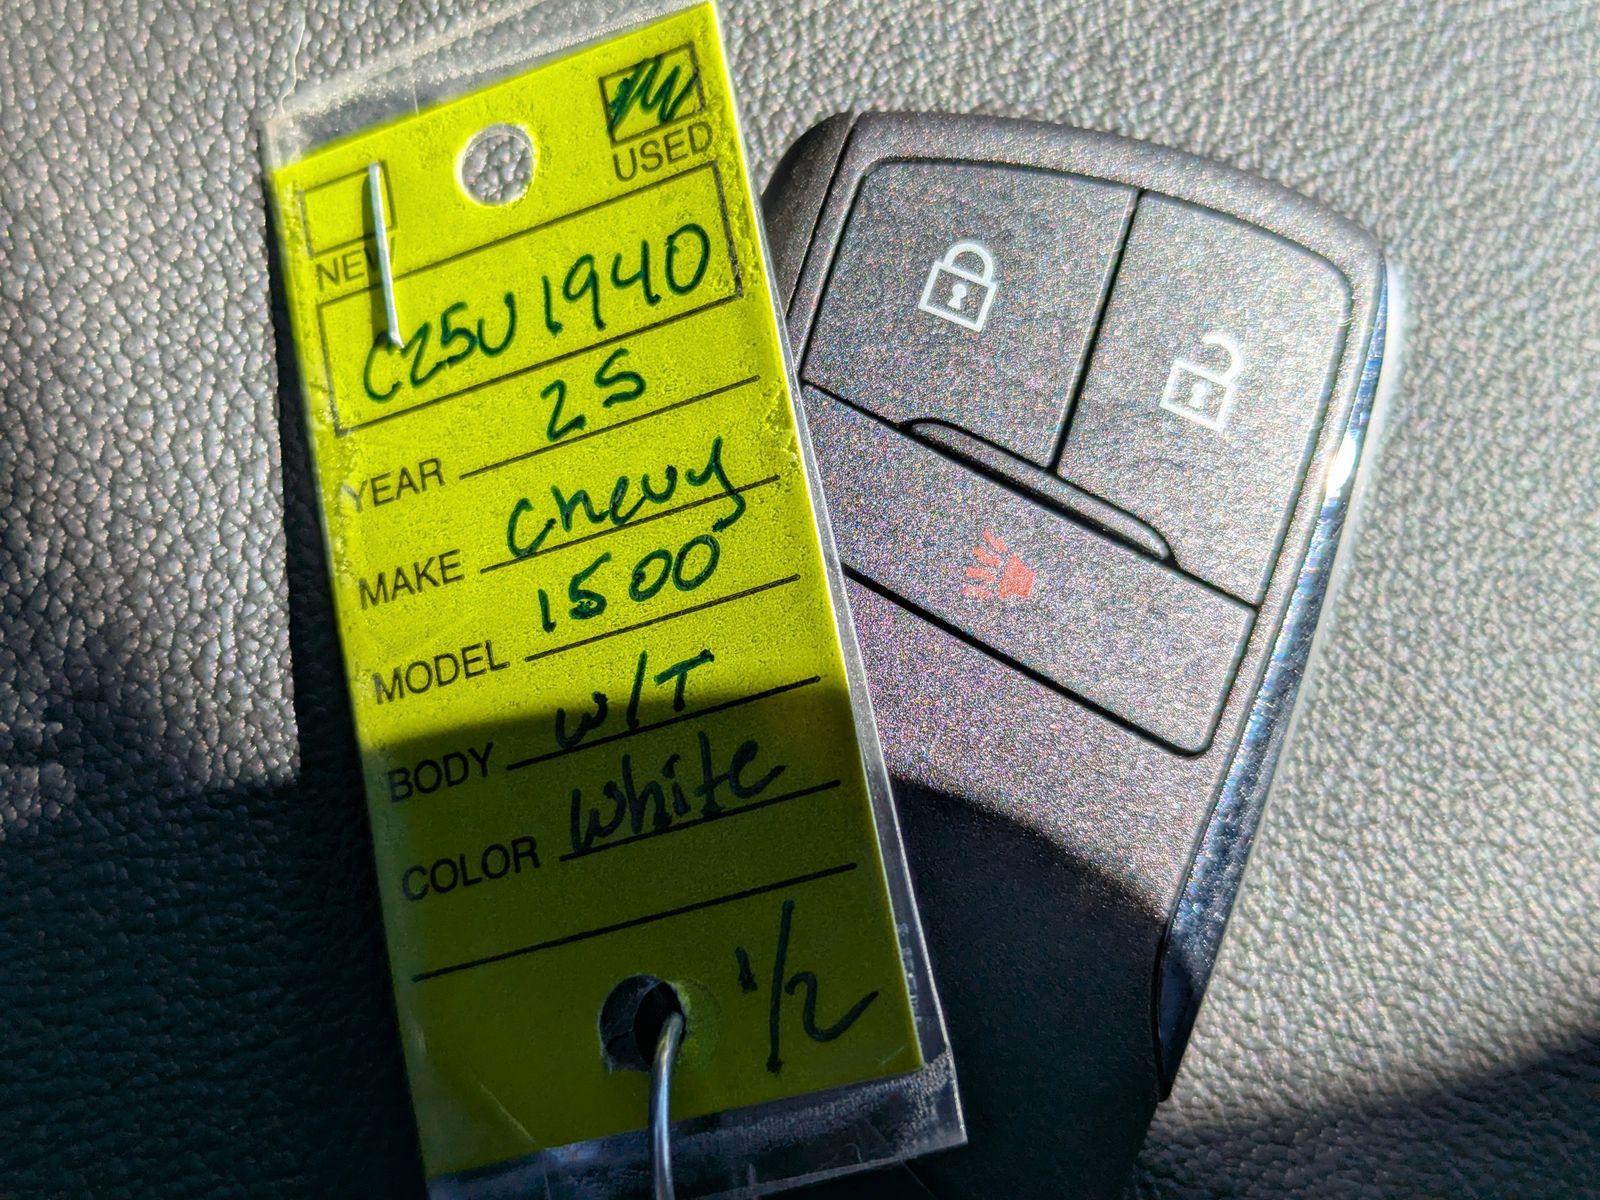 USED
NEW
C25U1940
YEAR 25
MAKE Chevy
MODEL 1500
BODY W/T
COLOR White
1/2